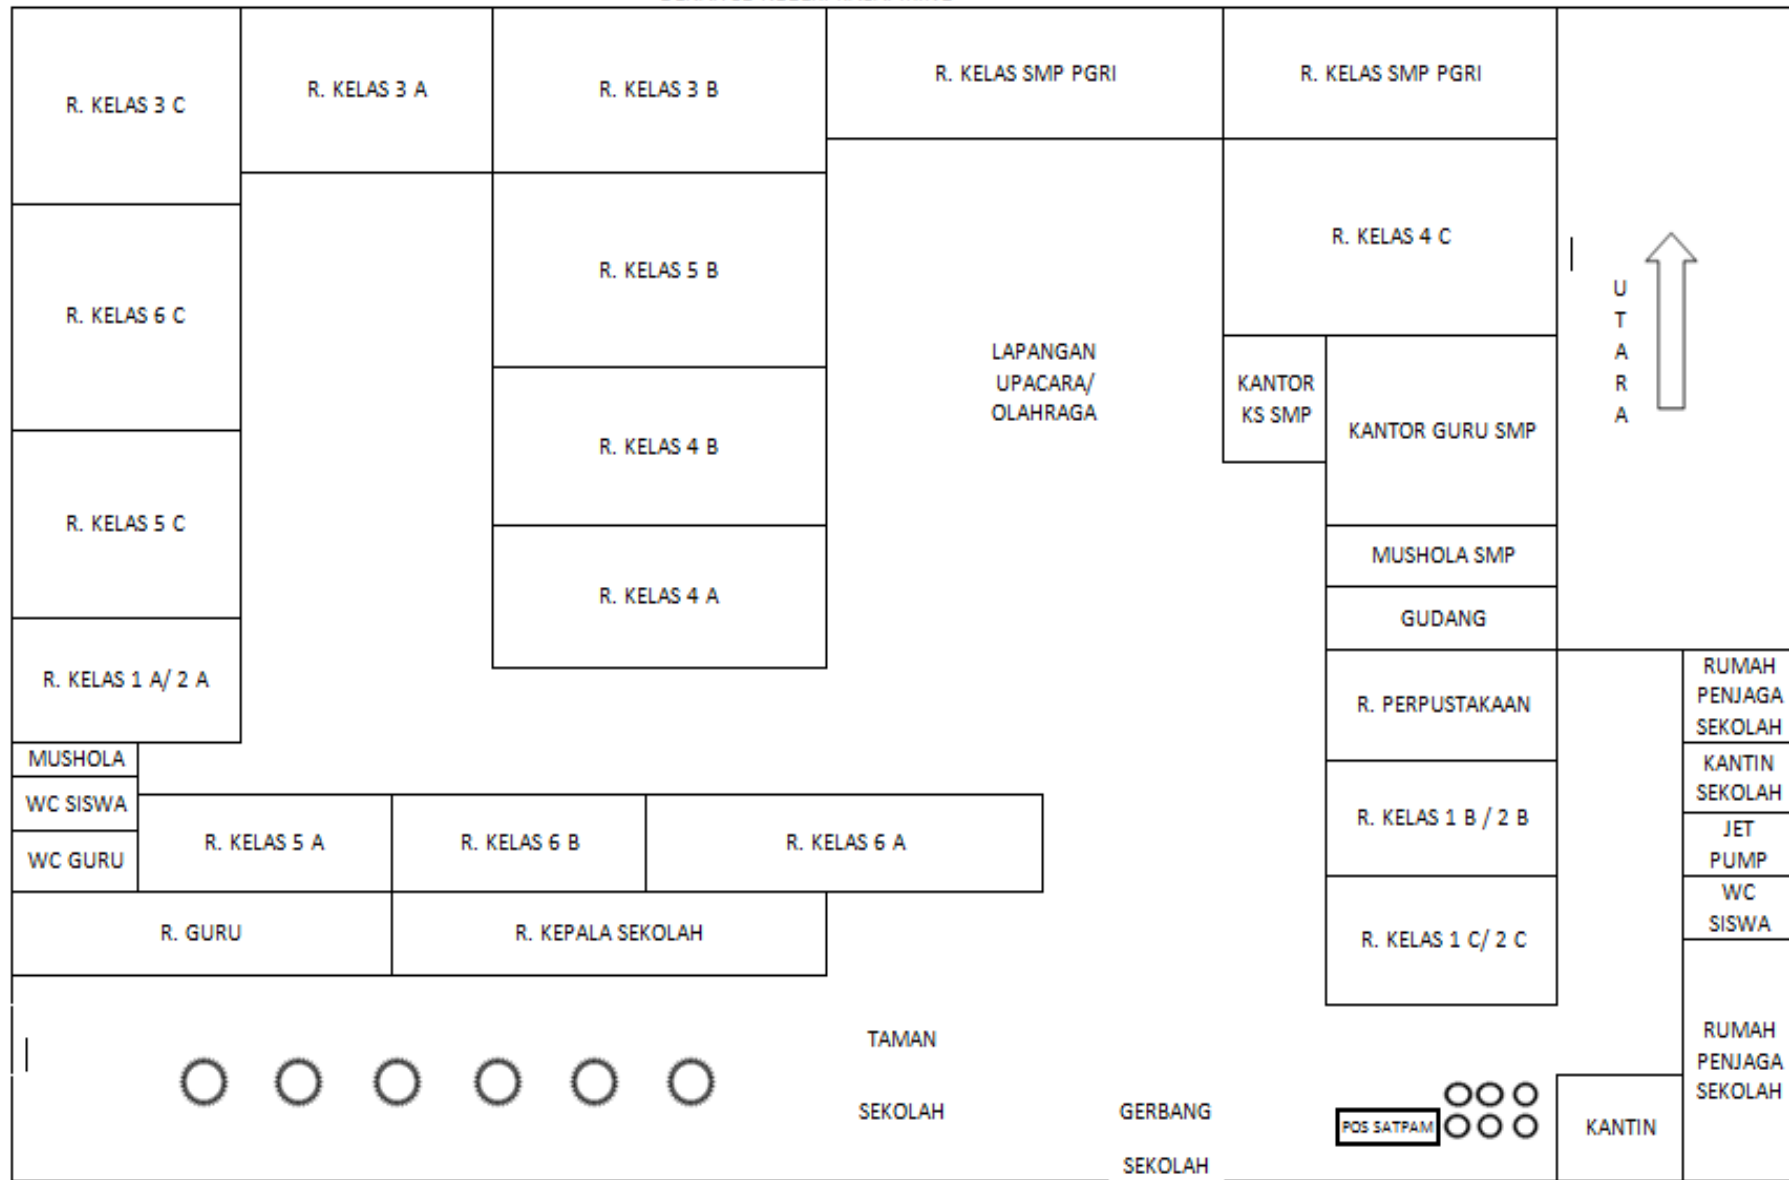 R. KELAS 3 C
R. KELAS 3 A
R. KELAS 3 B
R. KELAS SMP PGRI
R. KELAS SMP PGRI
R. KELAS 6 C
R. KELAS 5 B
R. KELAS 4 C
U
T
A
R
A
LAPANGAN
UPACARA/
OLAHRAGA
KANTOR
KS SMP
KANTOR GURU SMP
R. KELAS 4 B
R. KELAS 5 C
MUSHOLA SMP
R. KELAS 4 A
GUDANG
R. KELAS 1 A/ 2 A
R. PERPUSTAKAAN
RUMAH
PENJAGA
SEKOLAH
MUSHOLA
WC SISWA
WC GURU
KANTIN
SEKOLAH
R. KELAS 5 A
R. KELAS 6 B
R. KELAS 6 A
R. KELAS 1 B / 2 B
JET
PUMP
WC
SISWA
R. GURU
R. KEPALA SEKOLAH
R. KELAS 1 C/ 2 C
TAMAN
SEKOLAH
GERBANG
SEKOLAH
POS SATPAM
KANTIN
RUMAH
PENJAGA
SEKOLAH